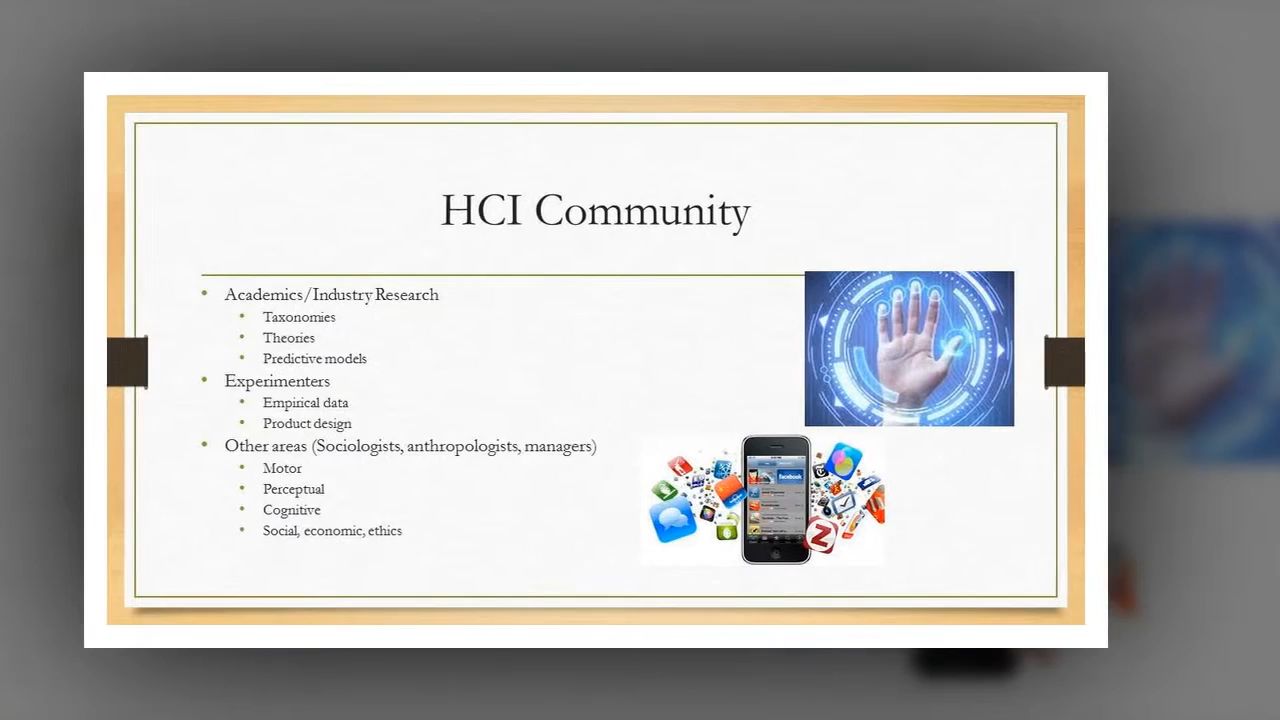 HCI Community
• Academics/Industry Research
• Taxonomies
• Theories
• Predictive models
• Experimenters
• Empirical data
• Product design
• Other areas (Sociologists, anthropologists, managers)
• Motor
• Perceptual
• Cognitive
• Social, economic, ethics
facebook
Z